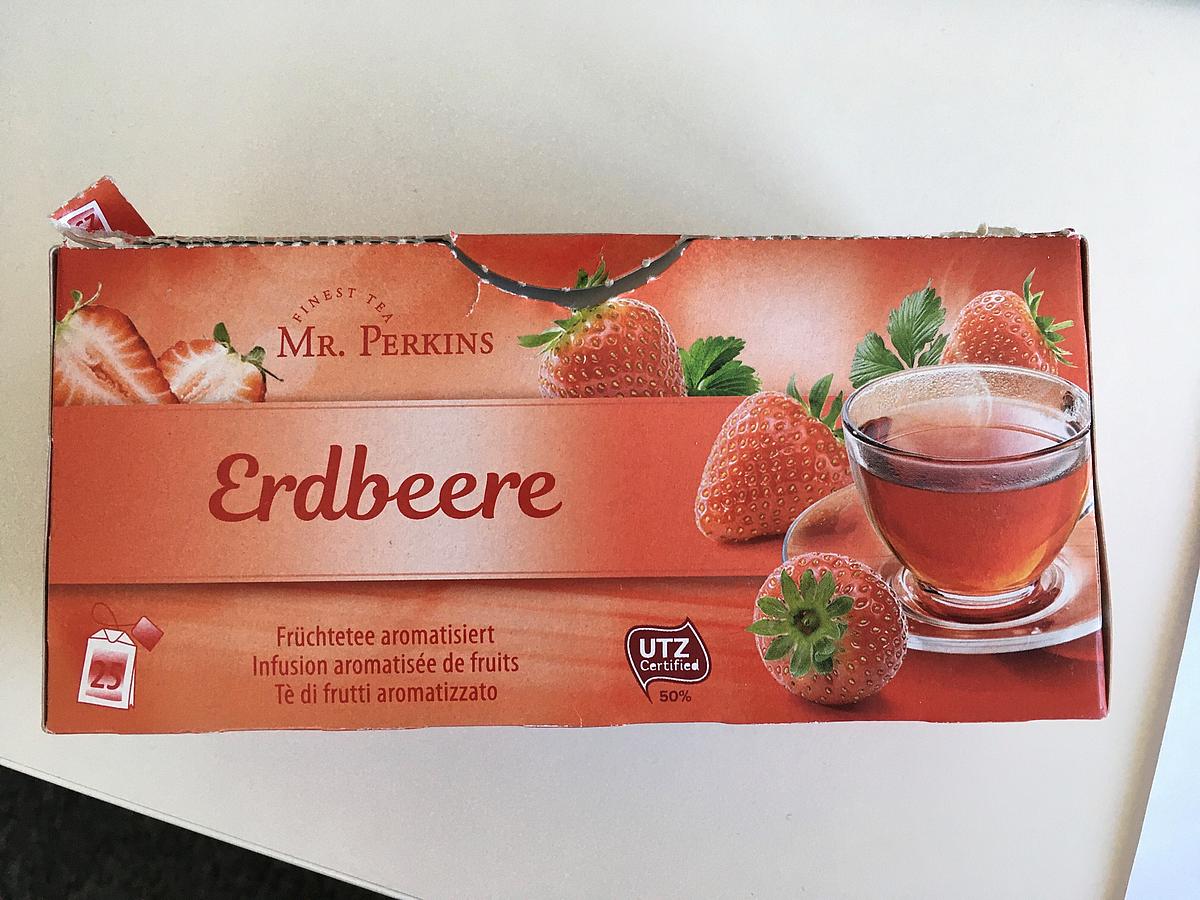 FINEST TEA
MR. PERKINS
Erdbeere
25
Früchtetee aromatisiert
Infusion aromatisée de fruits
Tè di frutti aromatizzato
UTZ
Certified
50%